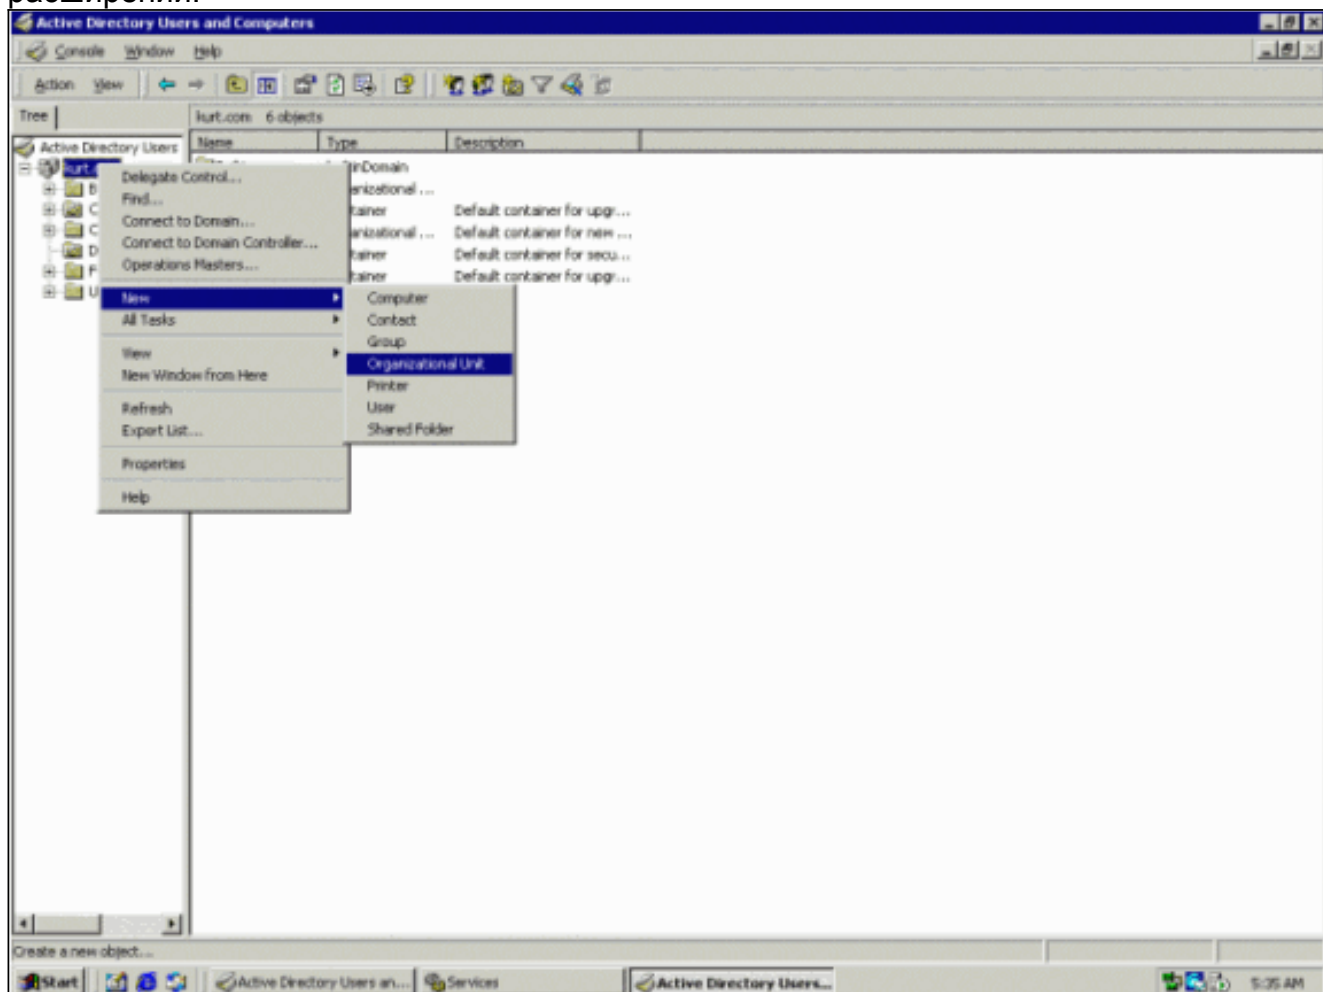 расширений.
Active Directory Users and Computers
Console Window Help
Action View
Tree
kurt.com 6 objects
Active Directory Users
Name Type Description
Delegate Control...
Find...
Connect to Domain...
Connect to Domain Controller...
Operations Masters...
New
All Tasks
View
New Window from Here
Refresh
Export List...
Properties
Help
Computer
Contact
Group
Organizational Unit
Printer
User
Shared Folder
Default container for upgr...
Default container for new ...
Default container for secu...
Default container for upgr...
Create a new object...
Start Active Directory Users an... Services Active Directory Users... 5:35 AM